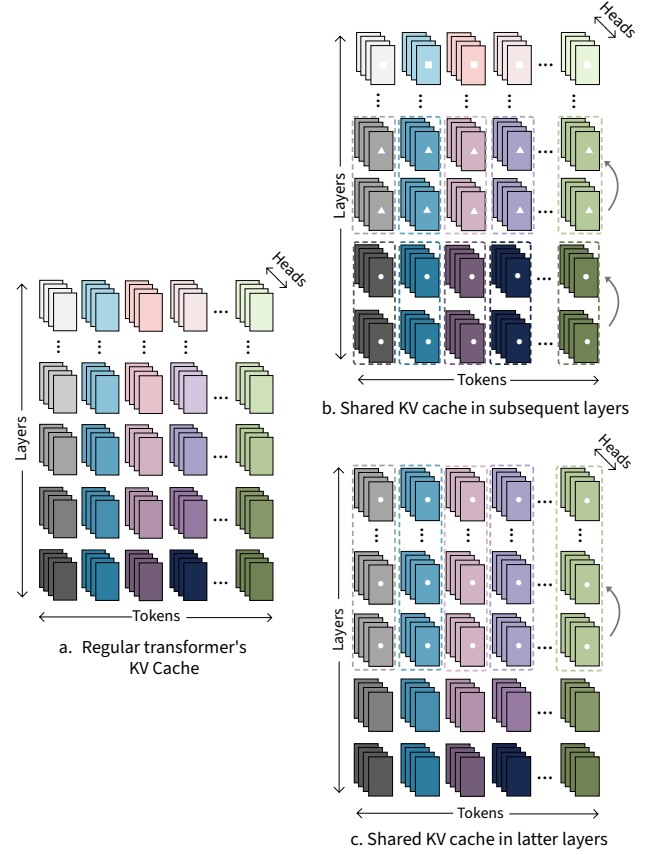 Heads
Layers
...
Tokens
a. Regular transformer's
KV Cache
Heads
Layers
Tokens
b. Shared KV cache in subsequent layers
Heads
Layers
Tokens
c. Shared KV cache in latter layers